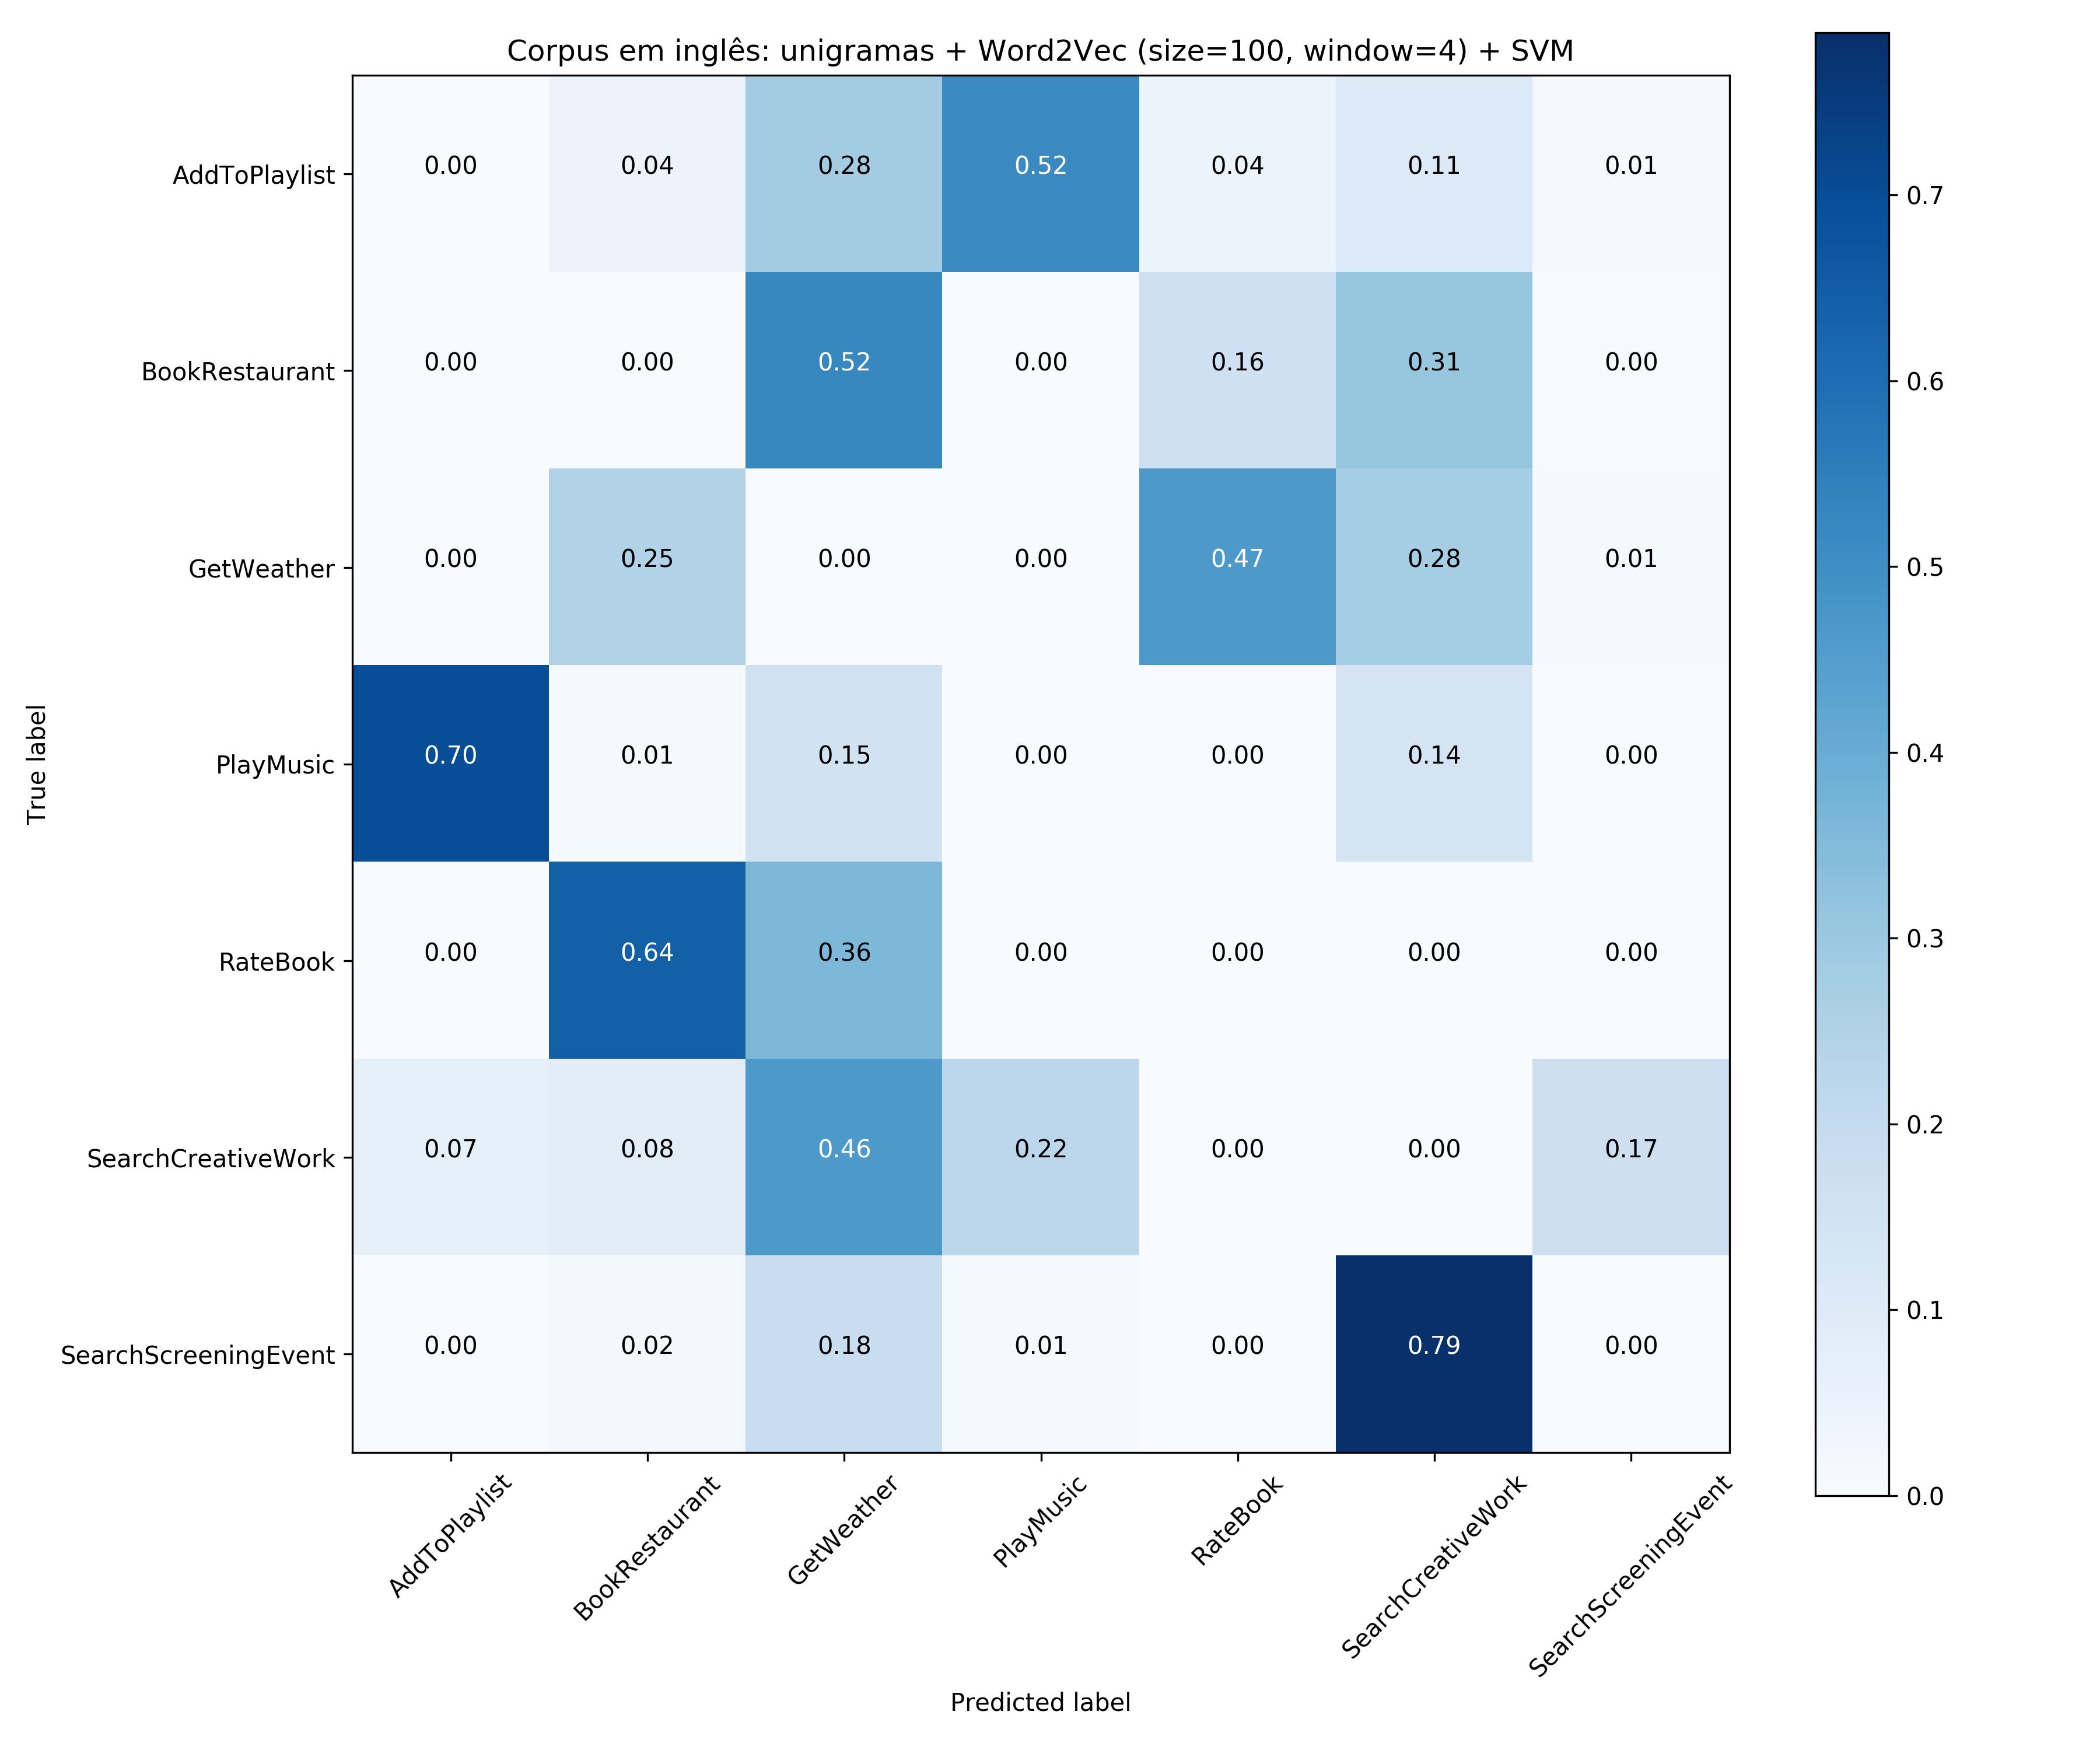 Corpus em inglês: unigramas + Word2Vec (size=100, window=4) + SVM
AddToPlaylist 0.00 0.04 0.28 0.52 0.04 0.11 0.01
BookRestaurant 0.00 0.00 0.52 0.00 0.16 0.31 0.00
GetWeather 0.00 0.25 0.00 0.00 0.47 0.28 0.01
PlayMusic 0.70 0.01 0.15 0.00 0.00 0.14 0.00
RateBook 0.00 0.64 0.36 0.00 0.00 0.00 0.00
SearchCreativeWork 0.07 0.08 0.46 0.22 0.00 0.00 0.17
SearchScreeningEvent 0.00 0.02 0.18 0.01 0.00 0.79 0.00
True label
AddToPlaylist BookRestaurant GetWeather PlayMusic RateBook SearchCreativeWork SearchScreeningEvent
Predicted label
0.7
0.6
0.5
0.4
0.3
0.2
0.1
0.0